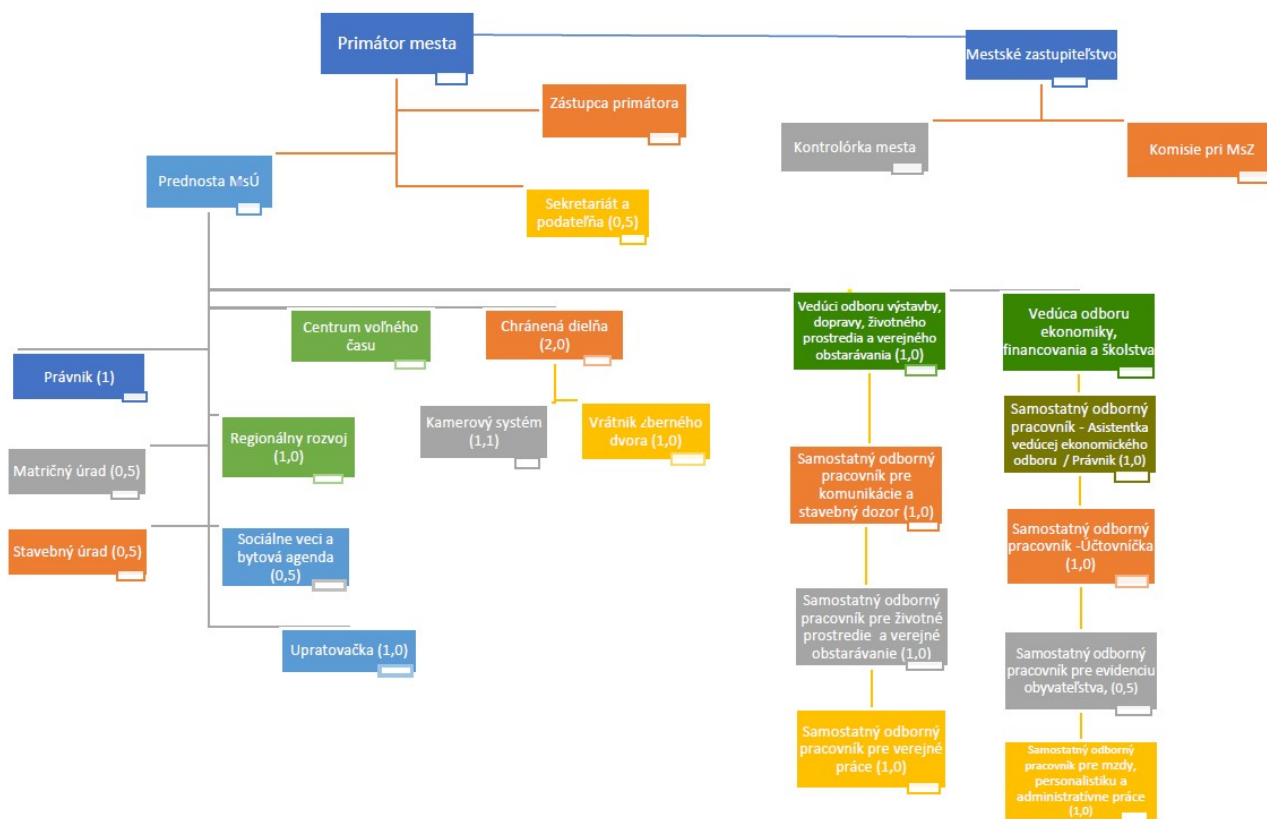 Primátor mesta
Mestské zastupiteľstvo
Zástupca primátora
Kontrolórka mesta
Komisie pri MsZ
Prednosta MsÚ
Sekretariát a
podateľňa (0,5)
Centrum voľného
času
Chránená dielňa
(2,0)
Vedúci odboru výstavby,
dopravy, životného
prostredia a verejného
obstarávania (1,0)
Vedúca odboru
ekonomiky,
financovania a školstva
Právnik (1)
Regionálny rozvoj
(1,0)
Kamerový systém
(1,1)
Vrátnik Zberného
dvora (1,0)
Samostatný odborný
pracovník - Asistentka
vedúcej ekonomického
odboru / Právnik (1,0)
Matričný úrad (0,5)
Samostatný odborný
pracovník pre
komunikácie a
stavebný dozor (1,0)
Stavebný úrad (0,5)
Sociálne veci a
bytová agenda
(0,5)
Samostatný odborný
pracovník -Účtovníčka
(1,0)
Upratovačka (1,0)
Samostatný odborný
pracovník pre životné
prostredie a verejné
obstarávanie (1,0)
Samostatný odborný
pracovník pre evidenciu
obyvateľstva, (0,5)
Samostatný odborný
pracovník pre verejné
práce (1,0)
Samostatný odborný
pracovník pre mzdy,
personalistiku a
administratívne práce
(1,0)